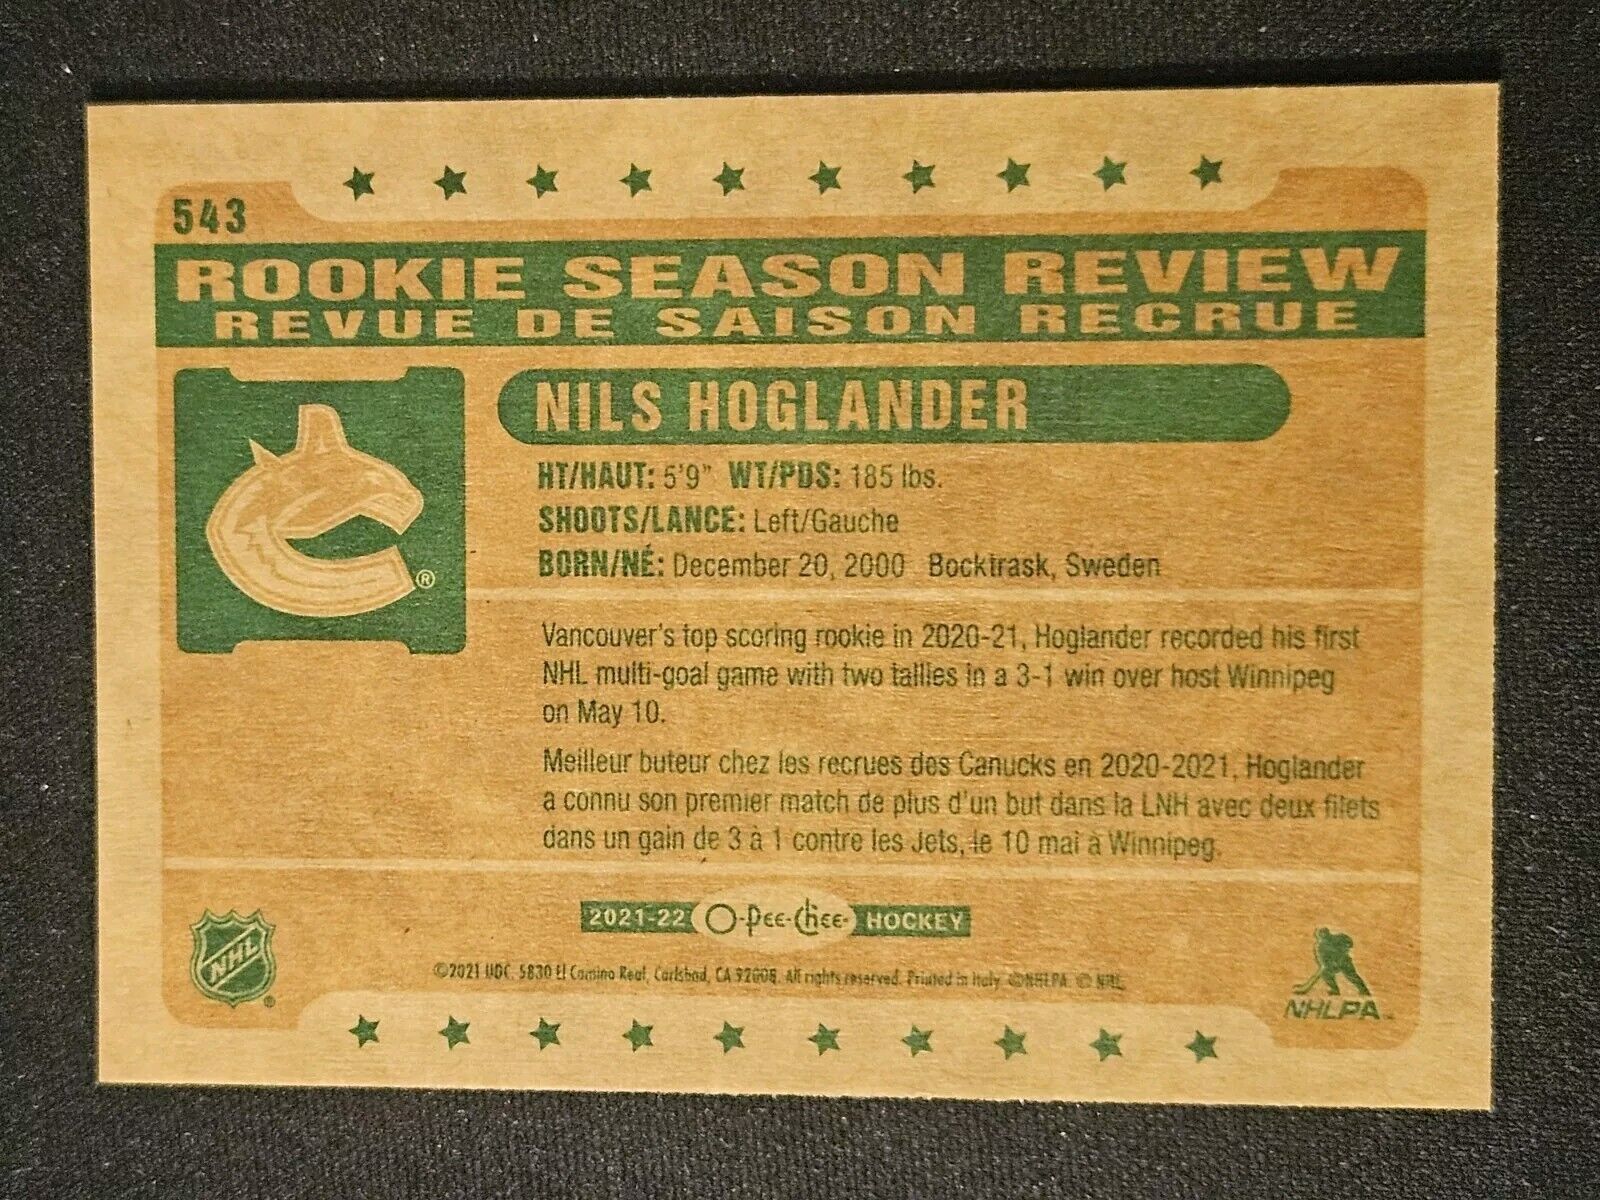 543
ROOKIE SEASON REVIEW
REVUE DE SAISON RECRUE
NILS HOGLANDER
HT/HAUT: 5'9" WT/PDS: 185 lbs.
SHOOTS/LANCE: Left/Gauche
BORN/NÉ: December 20, 2000 Bocktrask, Sweden
®
Vancouver's top scoring rookie in 2020-21, Hoglander recorded his first
NHL multi-goal game with two tallies in a 3-1 win over host Winnipeg
on May 10.
Meilleur buteur chez les recrues des Canucks en 2020-2021, Hoglander
a connu son premier match de plus d'un but dans la LNH avec deux filets
dans un gain de 3 à 1 contre les Jets, le 10 mai à Winnipeg.
2021-22 O-Pee-Chee HOCKEY
NHL ®
©2021 UDC. 5830 El Camino Real, Carlsbad, CA 92008. All rights reserved. Printed in Italy. ©NHLPA. © NHL.
NHLPA™